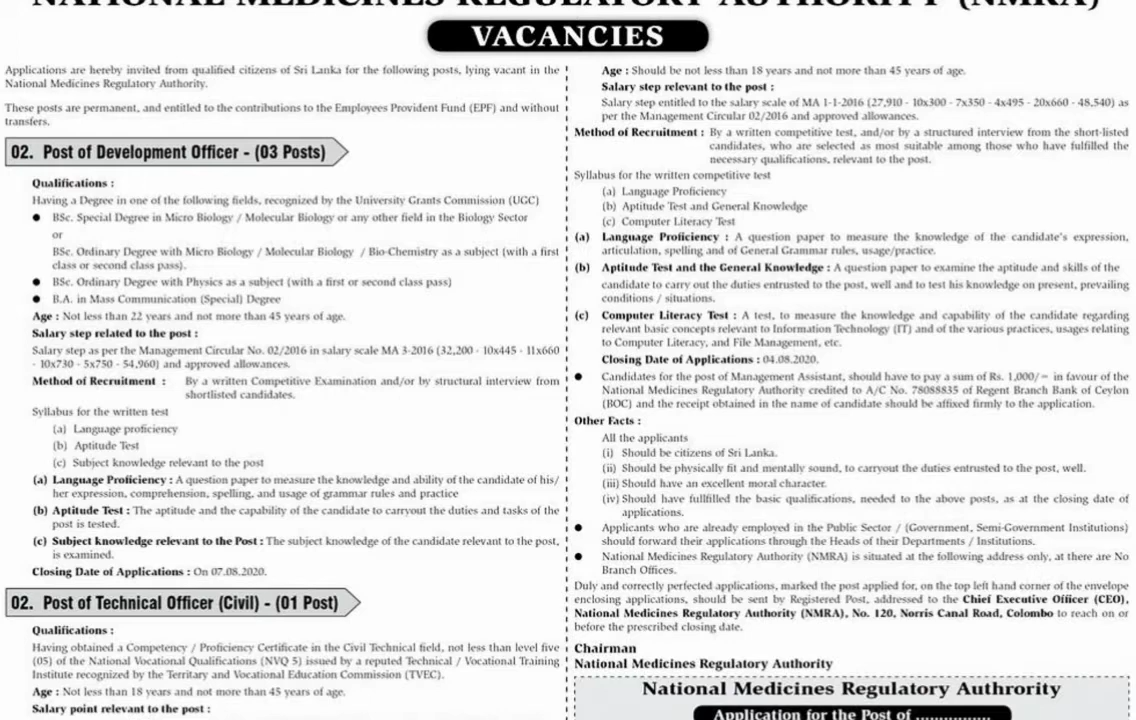 NATIONAL MEDICINES REGULATORY AUTHORITY (NMRA)
VACANCIES
Applications are hereby invited from qualified citizens of Sri Lanka for the following posts, lying vacant in the
National Medicines Regulatory Authority.
These posts are permanent, and entitled to the contributions to the Employees Provident Fund (EPF) and without
transfers.
02. Post of Development Officer - (03 Posts)
Qualifications :
Having a Degree in one of the following fields, recognized by the University Grants Commission (UGC)
● BSc. Special Degree in Micro Biology / Molecular Biology or any other field in the Biology Sector
or
BSc. Ordinary Degree with Micro Biology / Molecular Biology / Bio-Chemistry as a subject (with a first
class or second class pass).
● BSc. Ordinary Degree with Physics as a subject (with a first or second class pass)
● B.A. in Mass Communication (Special) Degree
Age : Not less than 22 years and not more than 45 years of age.
Salary step related to the post :
Salary step as per the Management Circular No. 02/2016 in salary scale MA 3-2016 (32,200 - 10x445 - 11x660
- 10x730 - 5x750 - 54,960) and approved allowances.
Method of Recruitment : By a written Competitive Examination and/or by structural interview from
shortlisted candidates.
Syllabus for the written test
(a) Language proficiency
(b) Aptitude Test
(c) Subject knowledge relevant to the post
(a) Language Proficiency : A question paper to measure the knowledge and ability of the candidate of his/
her expression, comprehension, spelling, and usage of grammar rules and practice
(b) Aptitude Test : The aptitude and the capability of the candidate to carryout the duties and tasks of the
post is tested.
(c) Subject knowledge relevant to the Post : The subject knowledge of the candidate relevant to the post,
is examined.
Closing Date of Applications : On 07.08.2020.
02. Post of Technical Officer (Civil) - (01 Post)
Qualifications :
Having obtained a Competency / Proficiency Certificate in the Civil Technical field, not less than level five
(05) of the National Vocational Qualifications (NVQ 5) issued by a reputed Technical / Vocational Training
Institute recognized by the Territary and Vocational Education Commission (TVEC).
Age : Not less than 18 years and not more than 45 years of age.
Salary point relevant to the post :
Age : Should be not less than 18 years and not more than 45 years of age.
Salary step relevant to the post :
Salary step entitled to the salary scale of MA 1-1-2016 (27,910 - 10x300 - 7x350 - 4x495 - 20x660 - 48,540) as
per the Management Circular 02/2016 and approved allowances.
Method of Recruitment : By a written competitive test, and/or by a structured interview from the short-listed
candidates, who are selected as most suitable among those who have fulfilled the
necessary qualifications, relevant to the post.
Syllabus for the written competitive test
(a) Language Proficiency
(b) Aptitude Test and General Knowledge
(c) Computer Literacy Test
(a) Language Proficiency : A question paper to measure the knowledge of the candidate's expression,
articulation, spelling and of General Grammar rules, usage/practice.
(b) Aptitude Test and the General Knowledge : A question paper to examine the aptitude and skills of the
candidate to carry out the duties entrusted to the post, well and to test his knowledge on present, prevailing
conditions / situations.
(c) Computer Literacy Test : A test, to measure the knowledge and capability of the candidate regarding
relevant basic concepts relevant to Information Technology (IT) and of the various practices, usages relating
to Computer Literacy, and File Management, etc.
Closing Date of Applications : 04.08.2020.
● Candidates for the post of Management Assistant, should have to pay a sum of Rs. 1,000/= in favour of the
National Medicines Regulatory Authority credited to A/C No. 78088835 of Regent Branch Bank of Ceylon
(BOC) and the receipt obtained in the name of candidate should be affixed firmly to the application.
Other Facts :
All the applicants
(i) Should be citizens of Sri Lanka.
(ii) Should be physically fit and mentally sound, to carryout the duties entrusted to the post, well.
(iii) Should have an excellent moral character.
(iv) Should have fullfilled the basic qualifications, needed to the above posts, as at the closing date of
applications.
● Applicants who are already employed in the Public Sector / (Government, Semi-Government Institutions)
should forward their applications through the Heads of their Departments / Institutions.
● National Medicines Regulatory Authority (NMRA) is situated at the following address only, at there are No
Branch Offices.
Duly and correctly perfected applications, marked the post applied for, on the top left hand corner of the envelope
enclosing applications, should be sent by Registered Post, addressed to the Chief Executive Officer (CEO),
National Medicines Regulatory Authority (NMRA), No. 120, Norris Canal Road, Colombo to reach on or
before the prescribed closing date.
Chairman
National Medicines Regulatory Authority
National Medicines Regulatory Authrority
Application for the Post of ...............